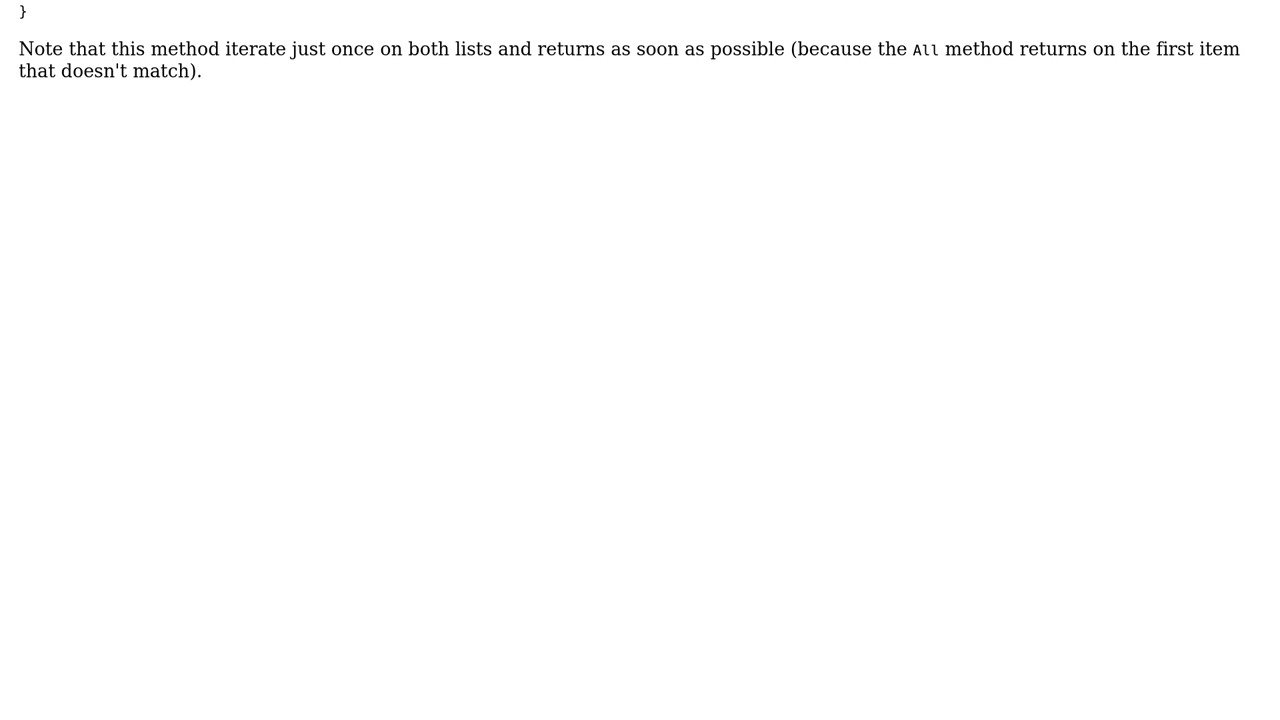 }
Note that this method iterate just once on both lists and returns as soon as possible (because the All method returns on the first item
that doesn't match).